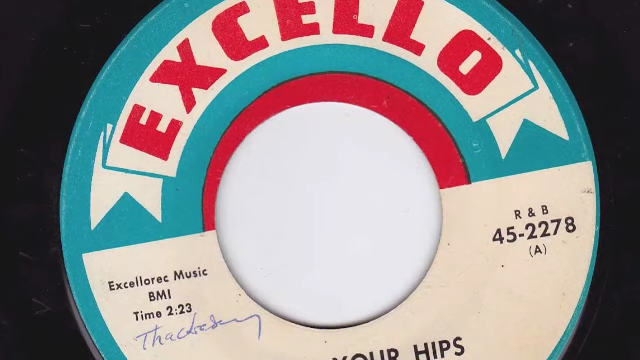 EXCELLO
R & B
45-2278
(A)
Excellorec Music
BMI
Time 2:23
YOUR HIPS